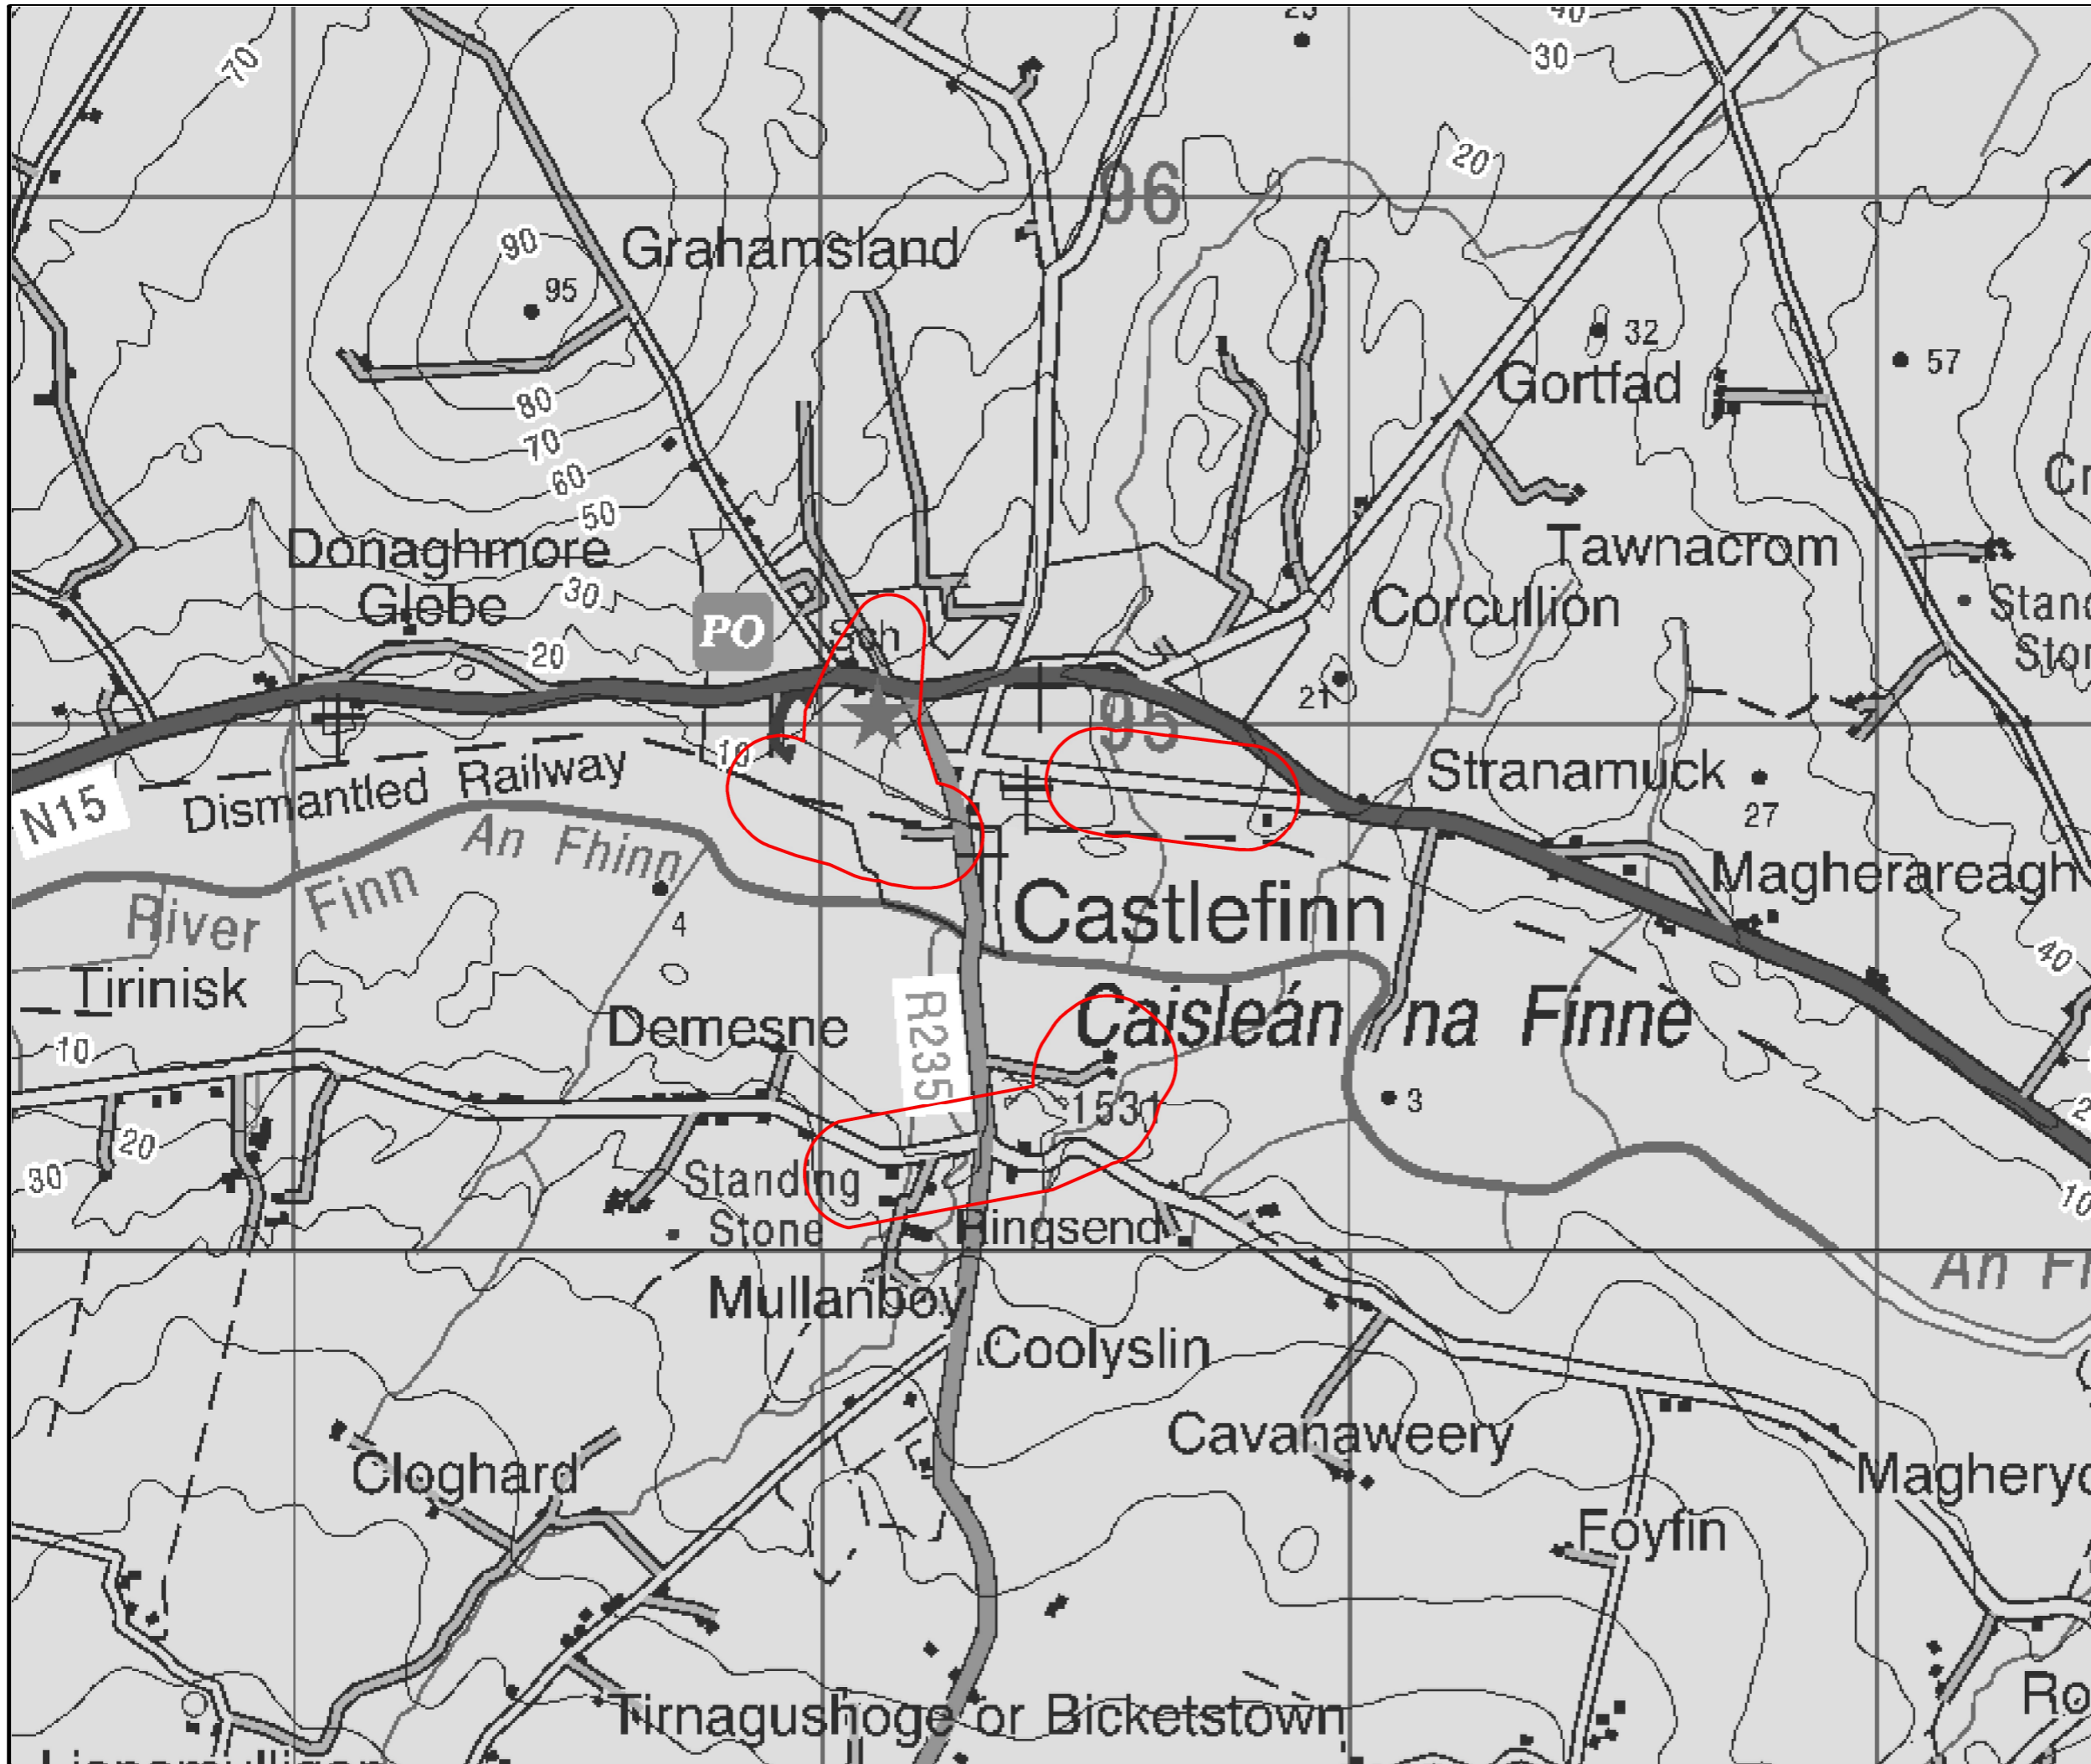 40
70
30
20
96
Grahamsland
90
95
32
57
Gortfad
80
70
60
50
Donaghmore
Glebe
30
Tawnacrom
Corcullion
PO
Sch
20
21
95
10
Dismantled Railway
N15
Stranamuck
27
An Fhinn
River Finn
4
Castlefinn
Magherareagh
40
Tirinisk
Demesne
R235
Caisleán na Finne
10
1531
3
20
30
Standing
Stone
Ringsend
10
Mullanboy
Coolyslin
Cavanaweery
Cloghard
Foyfin
Tirnagushoge or Bicketstown